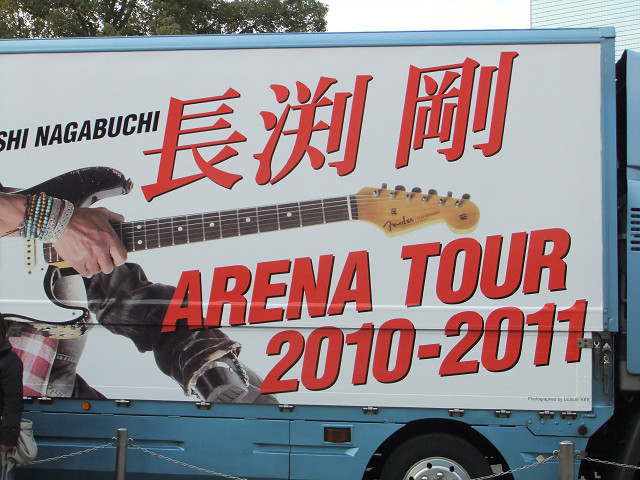 SHI NAGABUCHI
長渕 剛
Fender
ARENA TOUR
2010-2011